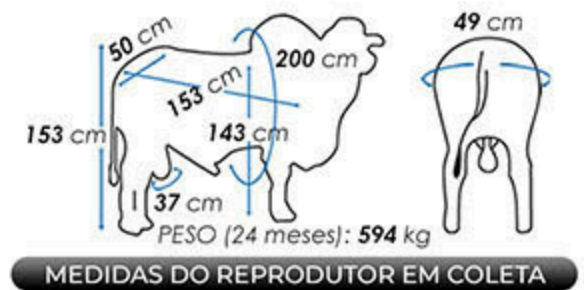 50 cm
49 cm
200 cm
153 cm
153 cm
143 cm
37 cm
PESO (24 meses): 594 kg
MEDIDAS DO REPRODUTOR EM COLETA